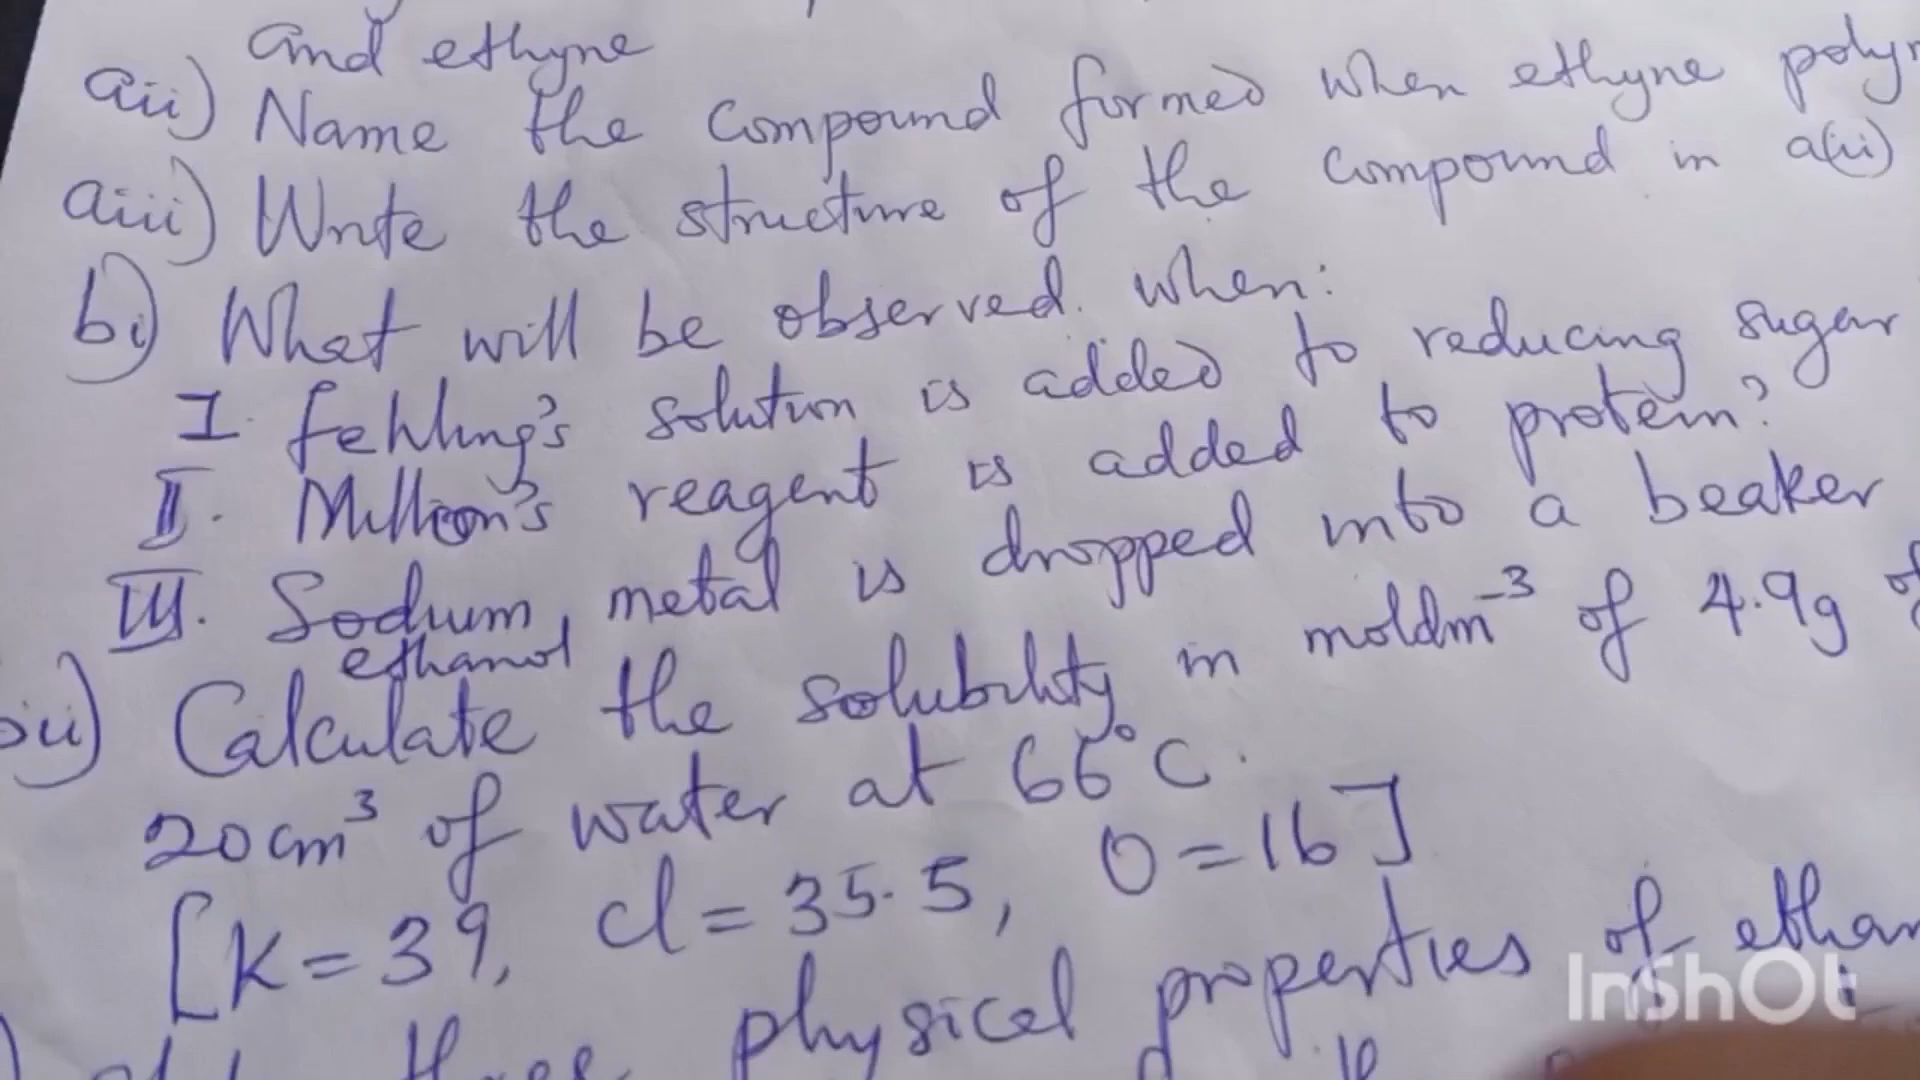 and ethyne
aii) Name the compound formed when ethyne
aiii) Write the structure of the compound in a(ii)
bi) What will be observed when:
I. Fehling's solution is added to reducing sugar
II. Millon's reagent is added to protein?
III. Sodium metal is dropped into a beaker
ethanol
bii) Calculate the solubility in moldm⁻³ of 4.9g of
20cm³ of water at 66°C.
[K=39, Cl=35.5, O=16]
three physical properties of
InShOt